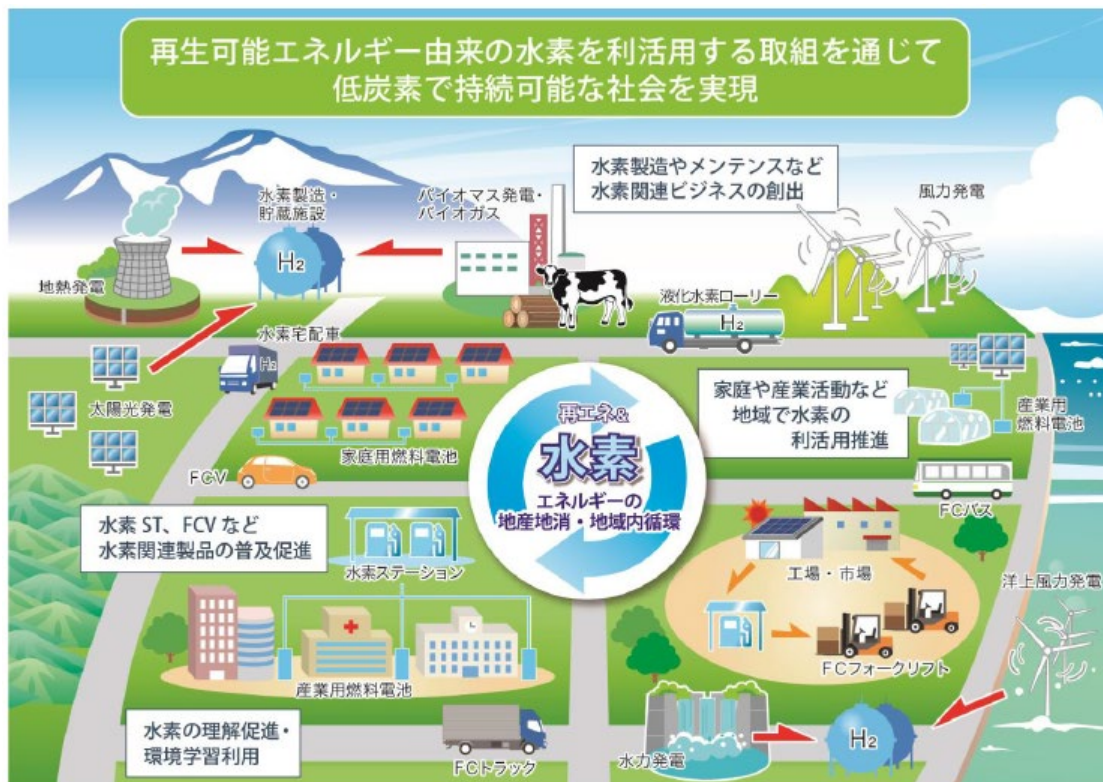 再生可能エネルギー由来の水素を利活用する取組を通じて
低炭素で持続可能な社会を実現
水素製造やメンテンスなど
水素関連ビジネスの創出
水素製造・
貯蔵施設
バイオマス発電・
バイオガス
風力発電
地熱発電
H2
液化水素ローリー
H2
水素宅配車
H2
太陽光発電
家庭用燃料電池
再エネ&
水素
エネルギーの
地産地消・地域内循環
家庭や産業活動など
地域で水素の
利活用推進
産業用
燃料電池
FCV
FCバス
水素ST、FCVなど
水素関連製品の普及促進
水素ステーション
工場・市場
洋上風力発電
FCフォークリフト
産業用燃料電池
水素の理解促進・
環境学習利用
FCトラック
水力発電
H2